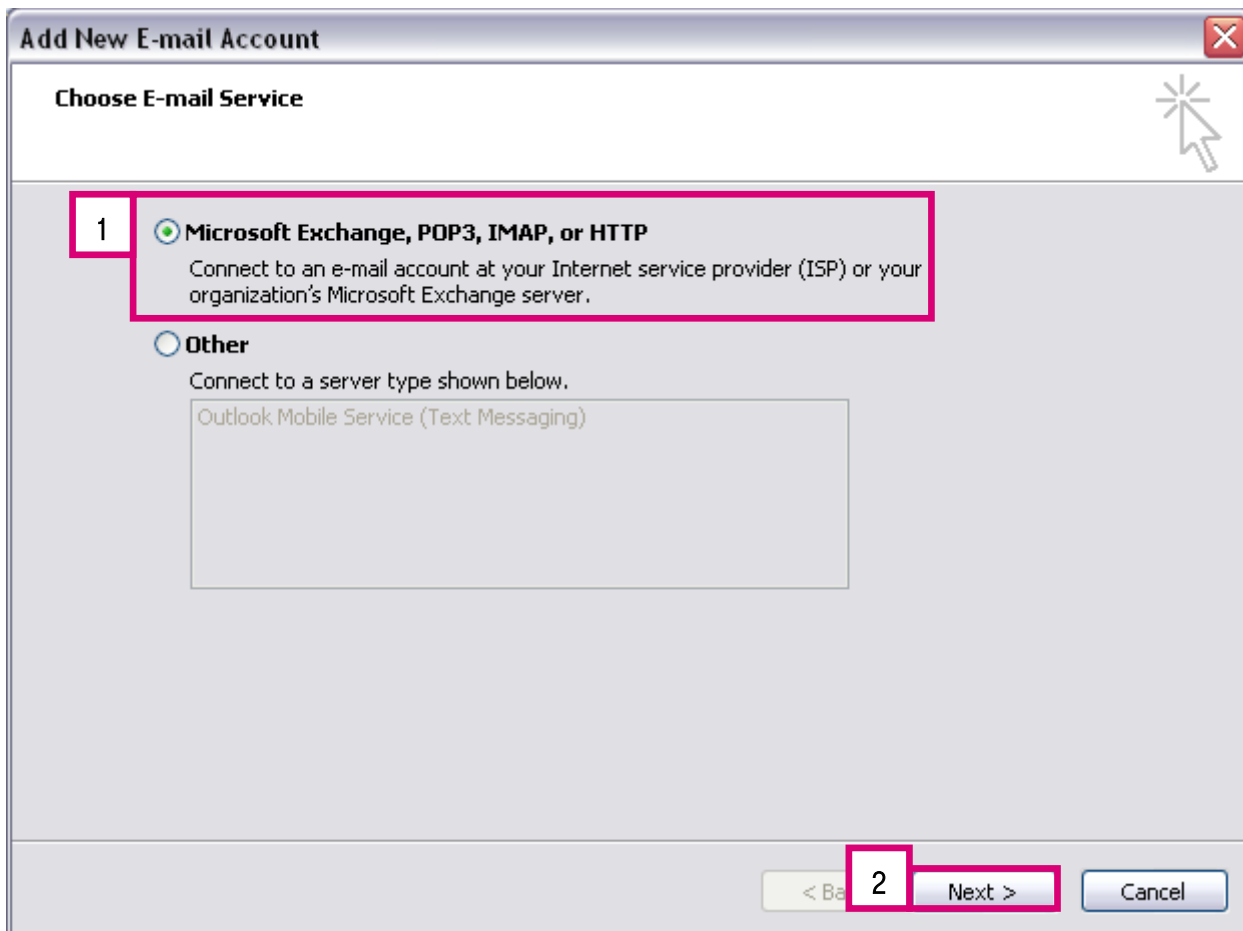 Add New E-mail Account
Choose E-mail Service
1
Microsoft Exchange, POP3, IMAP, or HTTP
Connect to an e-mail account at your Internet service provider (ISP) or your
organization's Microsoft Exchange server.
Other
Connect to a server type shown below.
Outlook Mobile Service (Text Messaging)
< Ba
2
Next >
Cancel